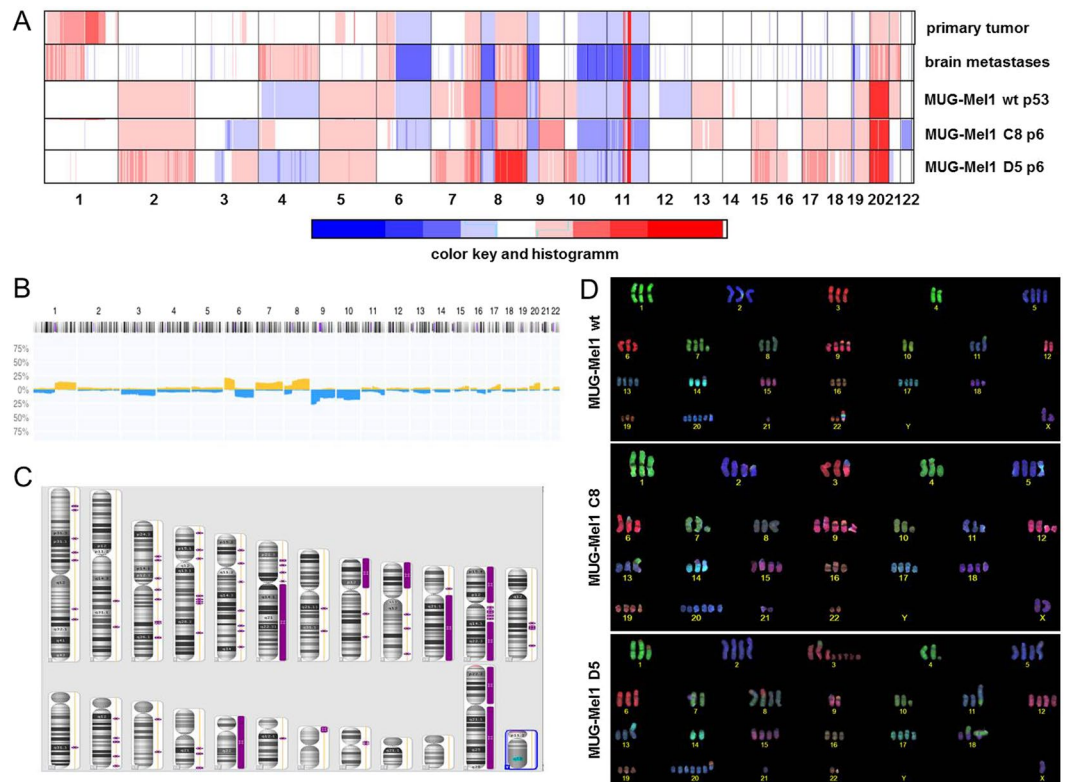 A
primary tumor
brain metastases
MUG-Mel1 wt p53
MUG-Mel1 C8 p6
MUG-Mel1 D5 p6
1 2 3 4 5 6 7 8 9 10 11 12 13 14 15 16 17 18 19 20 21 22
color key and histogramm
B
1 2 3 4 5 6 7 8 9 10 11 12 13 14 15 16 17 18 19 20 21 22
75%
50%
25%
0%
25%
50%
75%
C
D
MUG-Mel1 wt
1 2 3 4 5
6 7 8 9 10 11 12
13 14 15 16 17 18
19 20 21 22 Y X
MUG-Mel1 C8
1 2 3 4 5
6 7 8 9 10 11 12
13 14 15 16 17 18
19 20 21 22 Y X
MUG-Mel1 D5
1 2 3 4 5
6 7 8 9 10 11 12
13 14 15 16 17 18
19 20 21 22 Y X